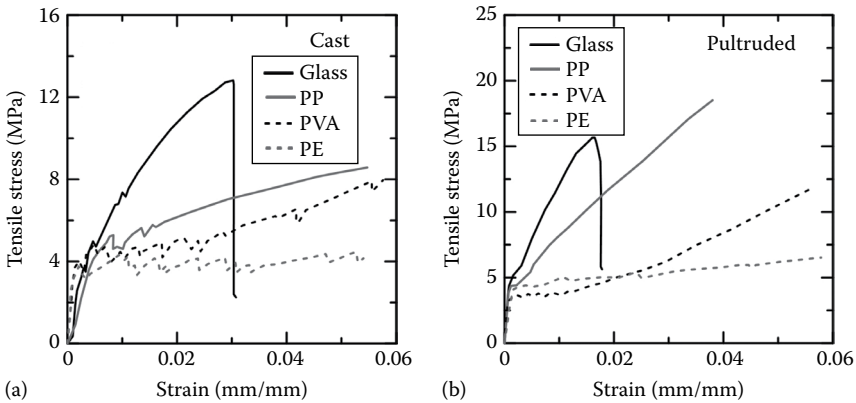 16
12
8
4
0
Tensile stress (MPa)
0
0.02
0.04
0.06
Strain (mm/mm)
Cast
Glass
PP
PVA
PE
(a)
25
20
15
10
5
0
Tensile stress (MPa)
0
0.02
0.04
0.06
Strain (mm/mm)
Glass
PP
PVA
PE
Pultruded
(b)